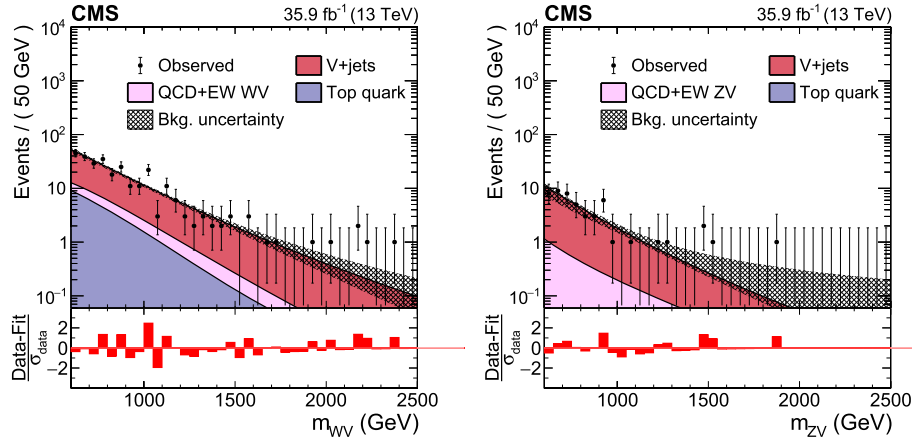 CMS 35.9 fb⁻¹ (13 TeV)
Events / ( 50 GeV )
10⁴
10³
10²
10
1
10⁻¹
Observed V+jets
QCD+EW WV Top quark
Bkg. uncertainty
Data-Fit
σdata
2
0
−2
1000 1500 2000 2500
m_WV (GeV)
CMS 35.9 fb⁻¹ (13 TeV)
Events / ( 50 GeV )
10⁴
10³
10²
10
1
10⁻¹
Observed V+jets
QCD+EW ZV Top quark
Bkg. uncertainty
Data-Fit
σdata
2
0
−2
1000 1500 2000 2500
m_ZV (GeV)